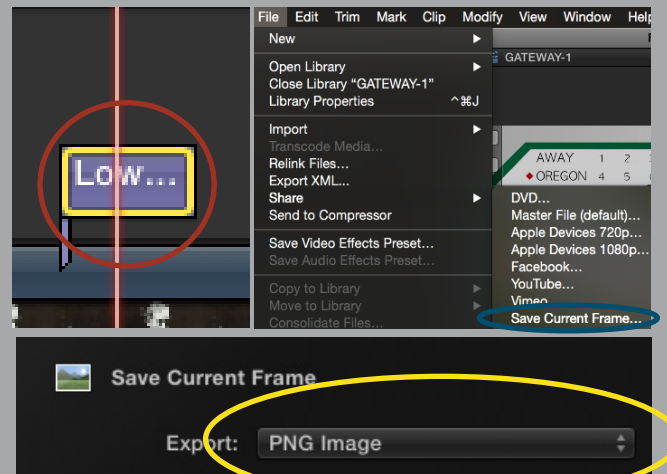 Low...
File Edit Trim Mark Clip Modify View Window Help
New
GATEWAY-1
Open Library
Close Library “GATEWAY-1”
Library Properties ^⌘J
Import
Transcode Media...
Relink Files...
Export XML...
Share
Send to Compressor
Save Video Effects Preset...
Save Audio Effects Preset...
Copy to Library
Move to Library
Consolidate Files...
AWAY 1 2
OREGON 4 5
DVD...
Master File (default)...
Apple Devices 720p...
Apple Devices 1080p...
Facebook...
YouTube...
Vimeo
Save Current Frame...
Save Current Frame
Export: PNG Image